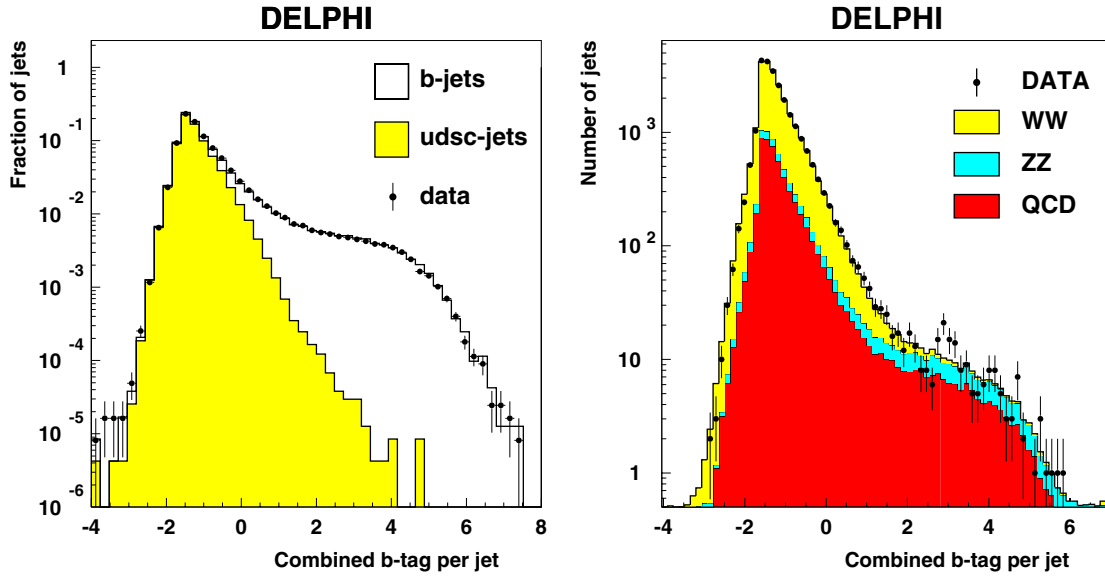 DELPHI
Fraction of jets
1
10 -1
10 -2
10 -3
10 -4
10 -5
10 -6
b-jets
udsc-jets
data
-4 -2 0 2 4 6 8
Combined b-tag per jet
DELPHI
Number of jets
10 3
10 2
10
1
DATA
WW
ZZ
QCD
-4 -2 0 2 4 6
Combined b-tag per jet